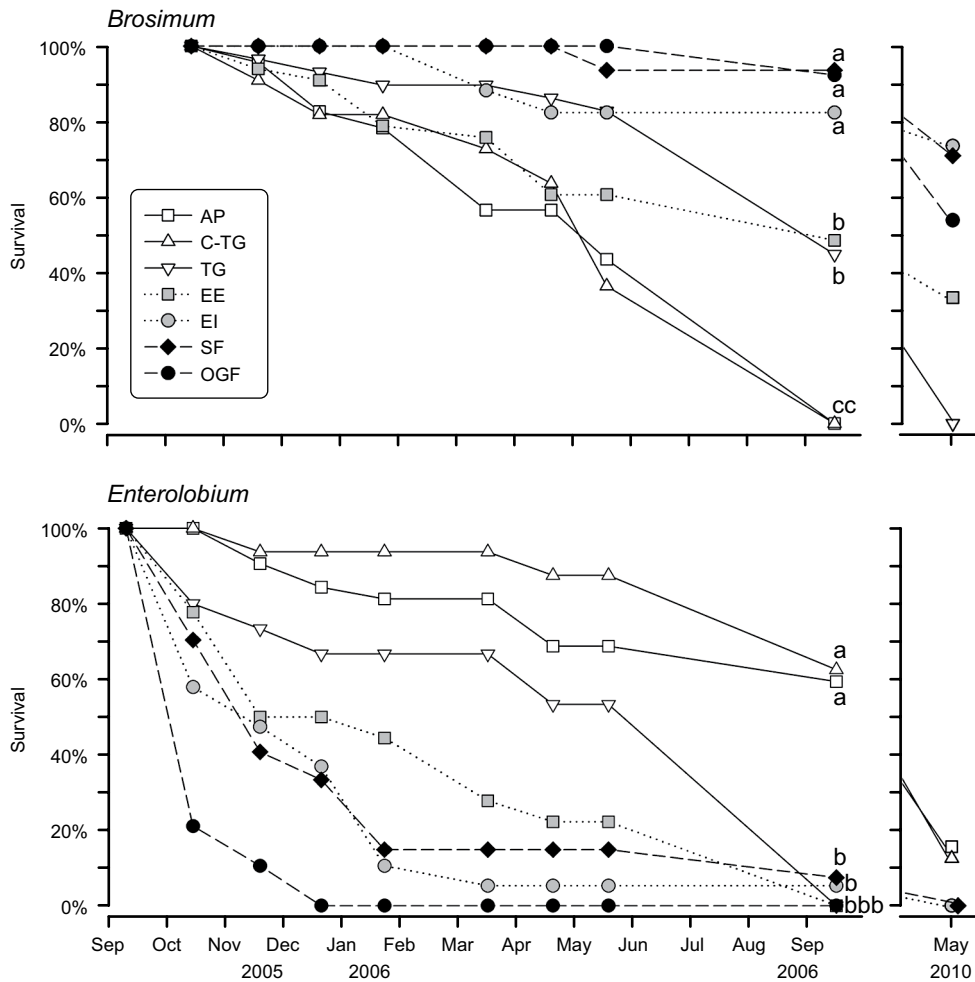 Brosimum
100%
80%
60%
40%
20%
0%
Survival
AP
C-TG
TG
EE
EI
SF
OGF
a
a
a
b
b
cc
Enterolobium
100%
80%
60%
40%
20%
0%
Survival
a
a
b
b
bbb
Sep Oct Nov Dec Jan Feb Mar Apr May Jun Jul Aug Sep May
2005 2006 2006 2010